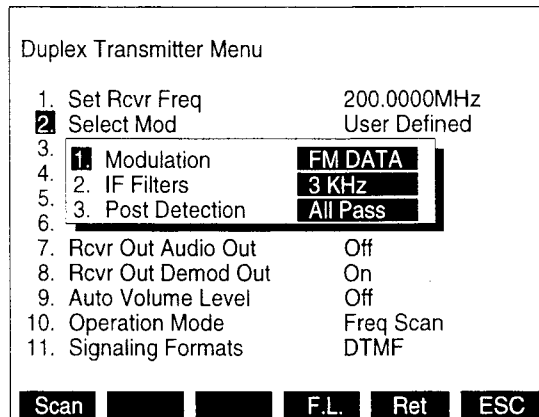 Duplex Transmitter Menu
1. Set Rcvr Freq 200.0000MHz
2. Select Mod User Defined
3.
4.
5.
6.
1. Modulation FM DATA
2. IF Filters 3 KHz
3. Post Detection All Pass
7. Rcvr Out Audio Out Off
8. Rcvr Out Demod Out On
9. Auto Volume Level Off
10. Operation Mode Freq Scan
11. Signaling Formats DTMF
Scan F.L. Ret ESC